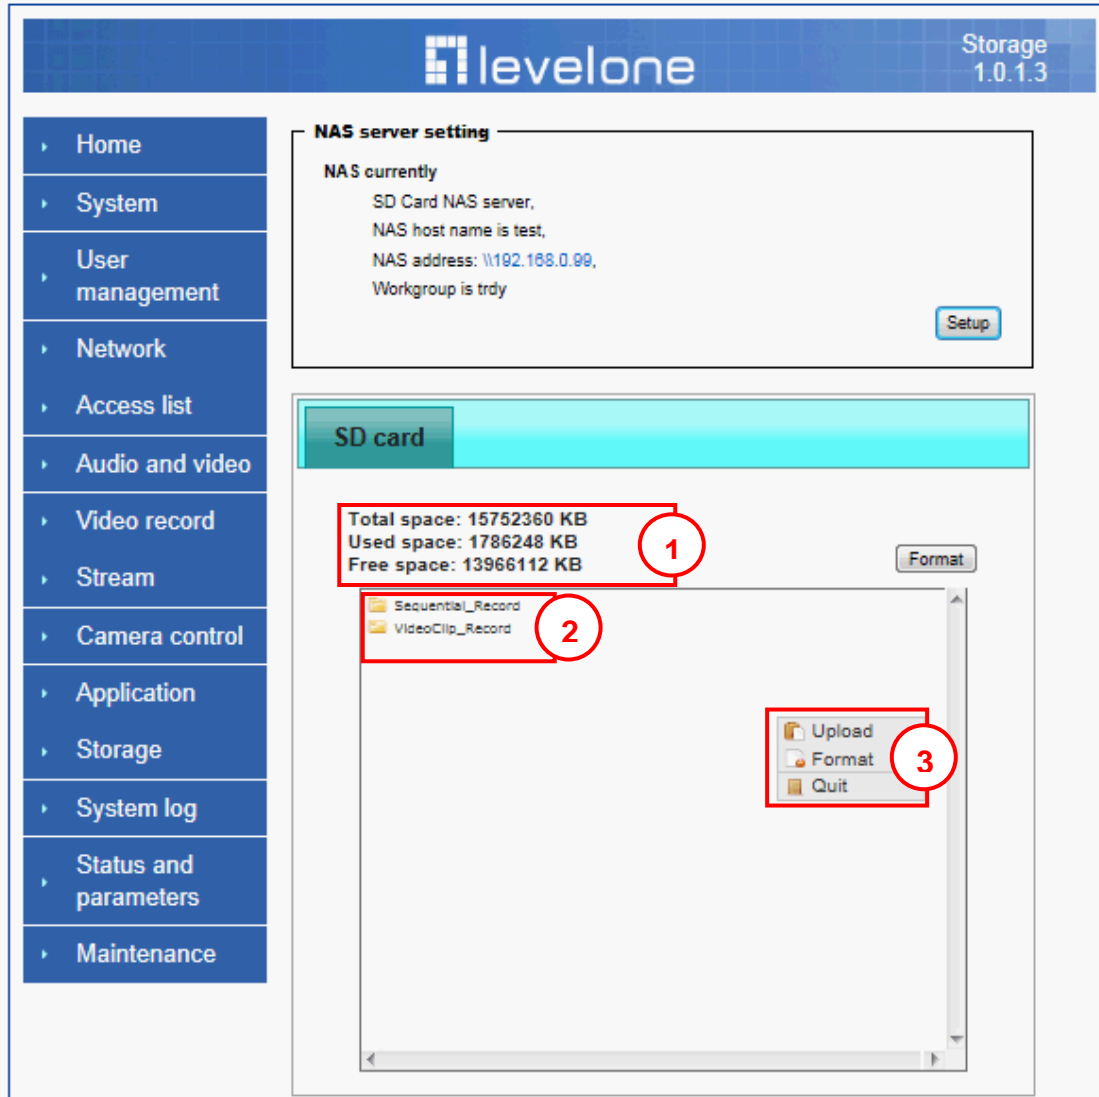 levelone
Storage
1.0.1.3
Home
System
User
management
Network
Access list
Audio and video
Video record
Stream
Camera control
Application
Storage
System log
Status and
parameters
Maintenance
NAS server setting
NAS currently
SD Card NAS server,
NAS host name is test,
NAS address: \\192.168.0.99,
Workgroup is trdy
Setup
SD card
Total space: 15752360 KB
Used space: 1786248 KB
Free space: 13966112 KB
1
Format
Sequential_Record
VideoClip_Record
2
Upload
Format
Quit
3